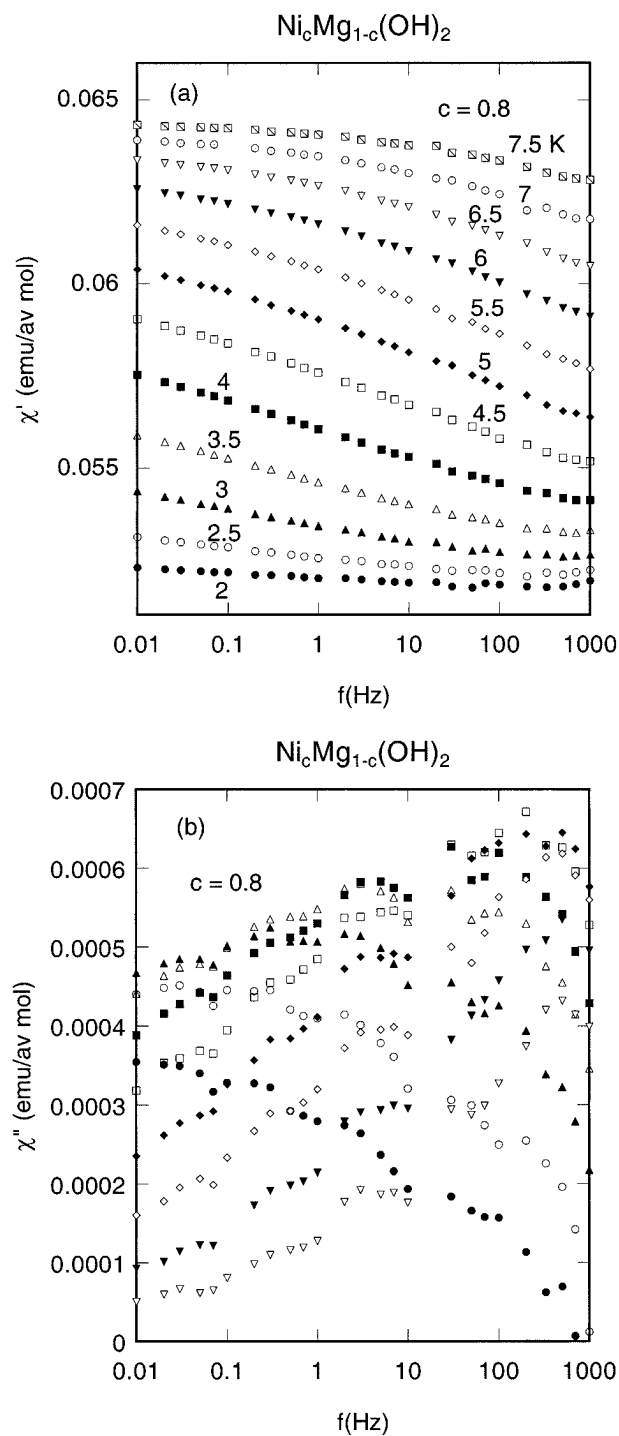 NicMg1-c(OH)2
(a)
c = 0.8
0.065
7.5 K
7
6.5
6
0.06
5.5
5
4.5
4
3.5
0.055
3
2.5
2
χ' (emu/av mol)
0.01 0.1 1 10 100 1000
f(Hz)
NicMg1-c(OH)2
0.0007
(b)
0.0006
c = 0.8
0.0005
0.0004
0.0003
0.0002
0.0001
0
χ" (emu/av mol)
0.01 0.1 1 10 100 1000
f(Hz)